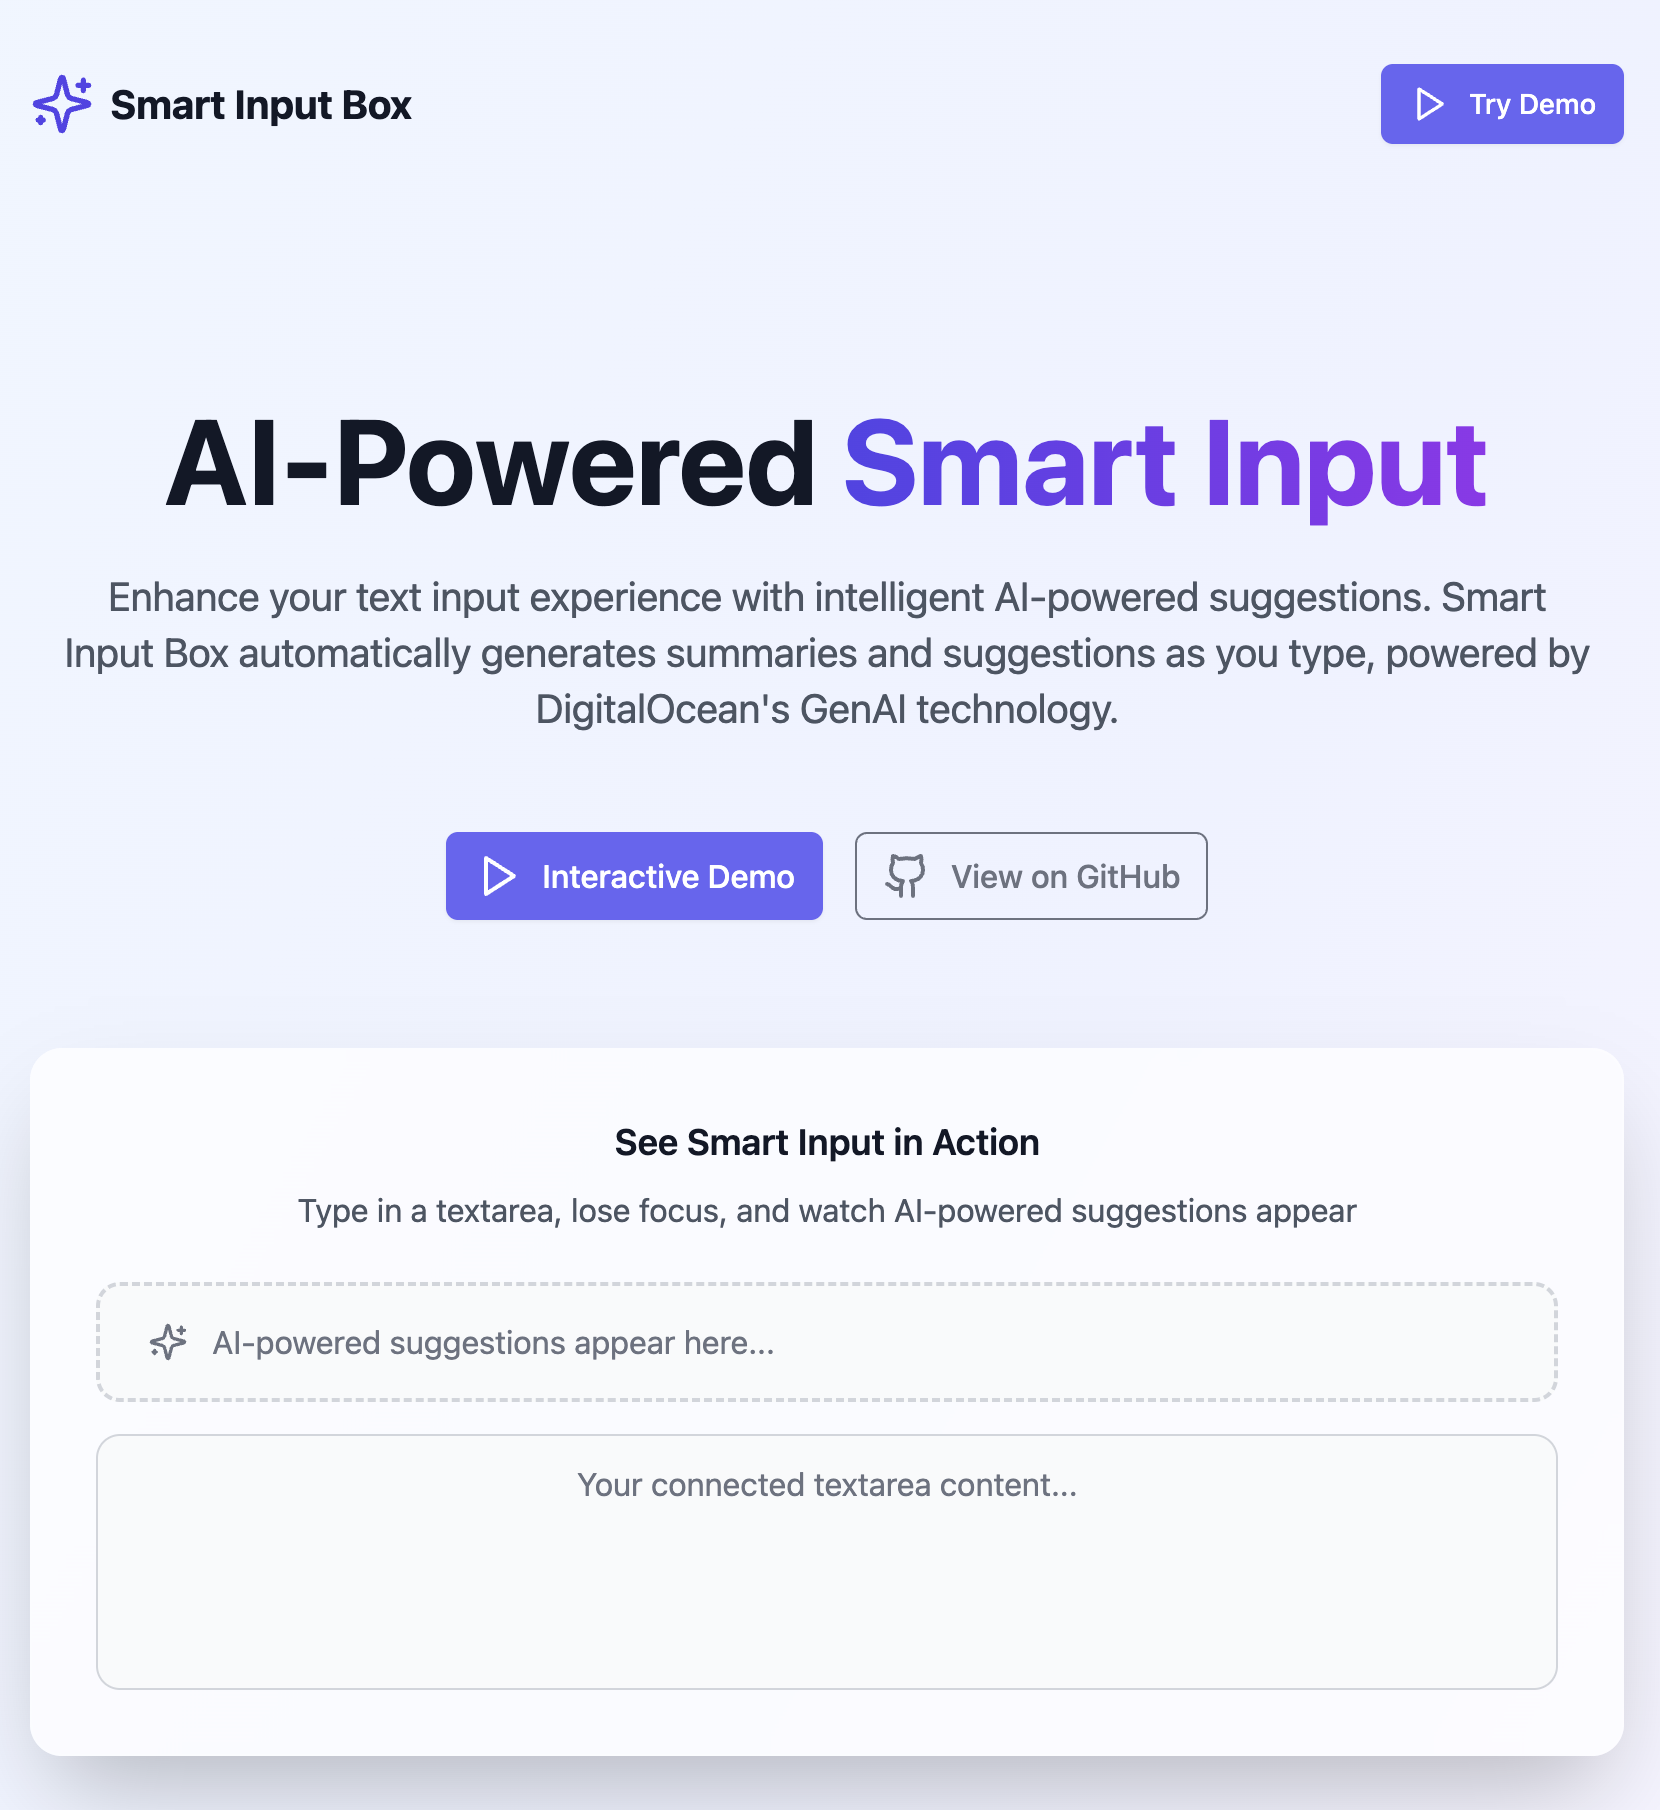 Smart Input Box
Try Demo
AI-Powered Smart Input
Enhance your text input experience with intelligent AI-powered suggestions. Smart
Input Box automatically generates summaries and suggestions as you type, powered by
DigitalOcean's GenAI technology.
Interactive Demo
View on GitHub
See Smart Input in Action
Type in a textarea, lose focus, and watch AI-powered suggestions appear
AI-powered suggestions appear here...
Your connected textarea content...